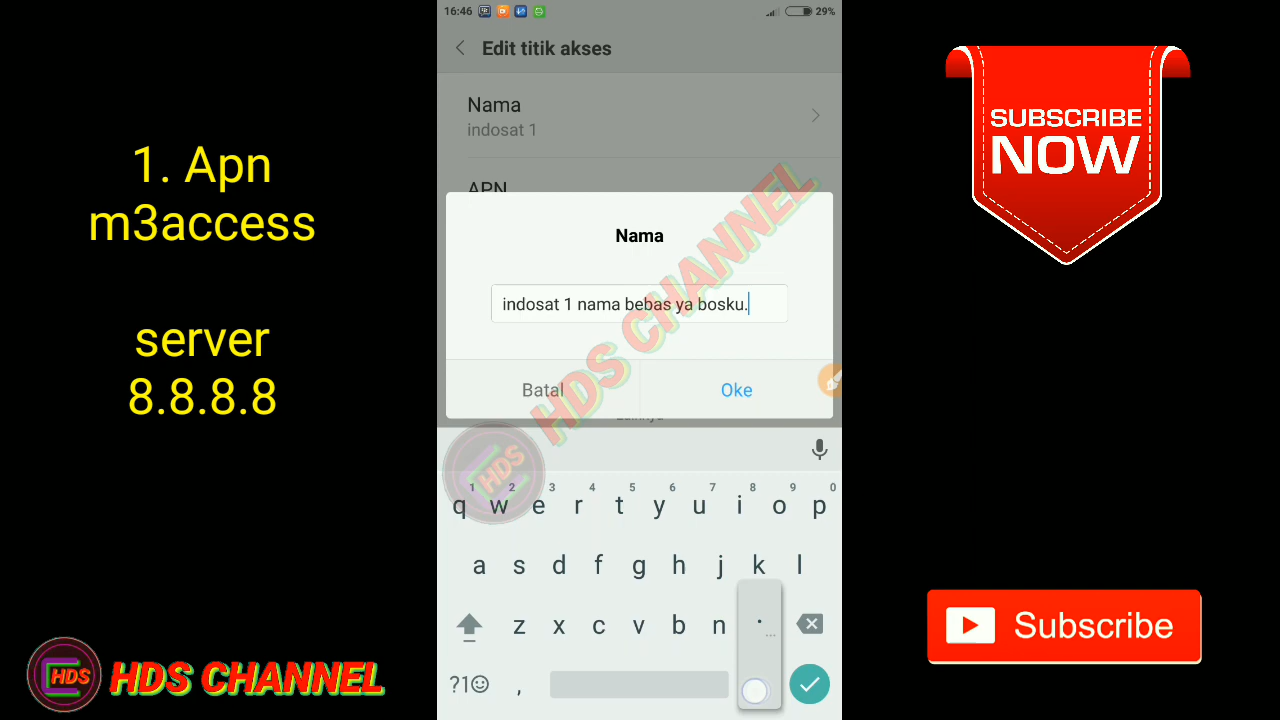 16:46
29%
Edit titik akses
Nama
indosat 1
APN
Nama
indosat 1 nama bebas ya bosku.
Batal
Oke
HDS CHANNEL
HDS
1 2 3 4 5 6 7 8 9 0
q w e r t y u i o p
a s d f g h j k l
z x c v b n .
?1 ,
1. Apn
m3access
server
8.8.8.8
HDS
HDS CHANNEL
SUBSCRIBE
NOW
Subscribe